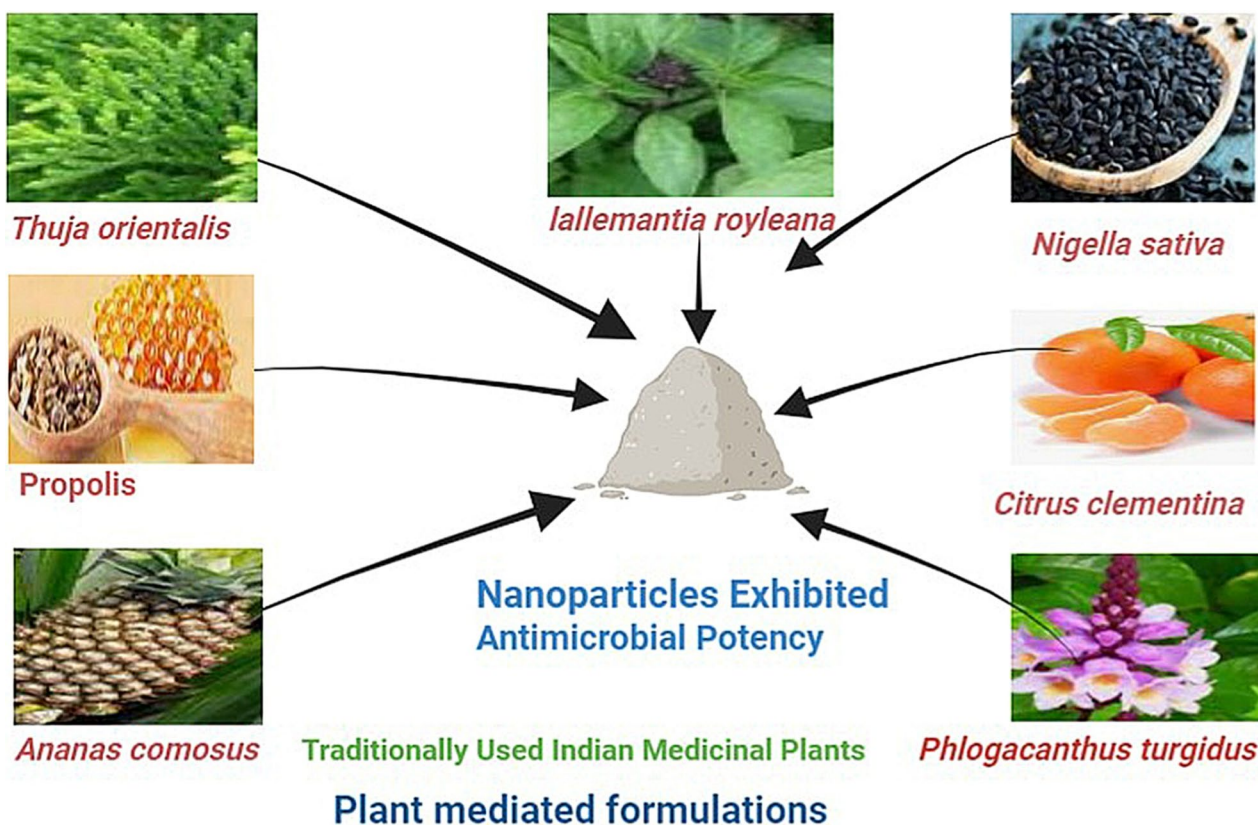 Thuja orientalis
lallemantia royleana
Nigella sativa
Propolis
Citrus clementina
Nanoparticles Exhibited
Antimicrobial Potency
Ananas comosus
Traditionally Used Indian Medicinal Plants
Phlogacanthus turgidus
Plant mediated formulations